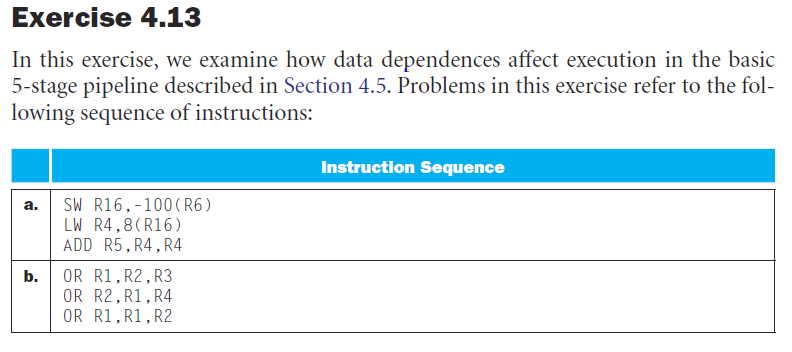 Exercise 4.13
In this exercise, we examine how data dependences affect execution in the basic
5-stage pipeline described in Section 4.5. Problems in this exercise refer to the fol-
lowing sequence of instructions:
Instruction Sequence
a.
SW R16,-100(R6)
LW R4,8(R16)
ADD R5,R4,R4
b.
OR R1,R2,R3
OR R2,R1,R4
OR R1,R1,R2